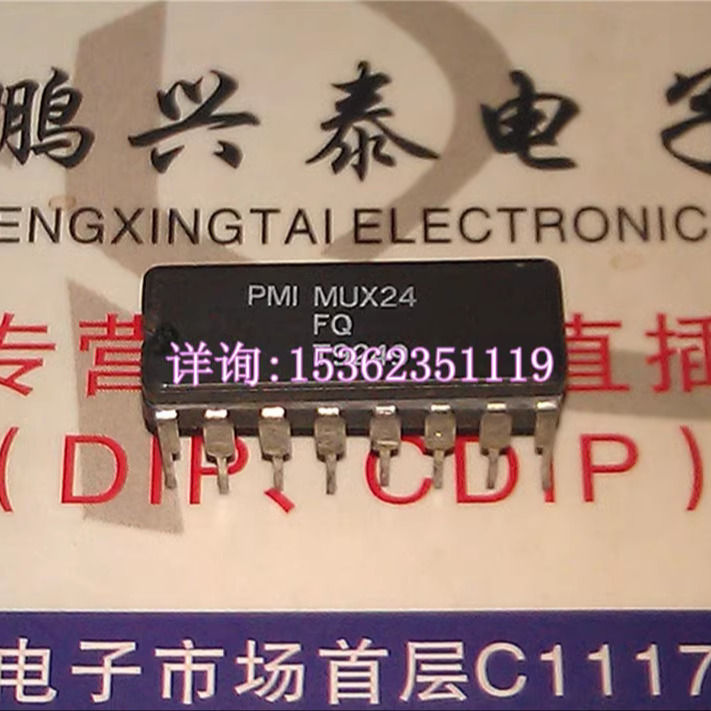 鹏兴泰电子
ENGXINGTAI ELECTRONIC
PMI MUX24
FQ
详询:15362351119
专营
直插
(DIP、CDIP)
电子市场首层C1117